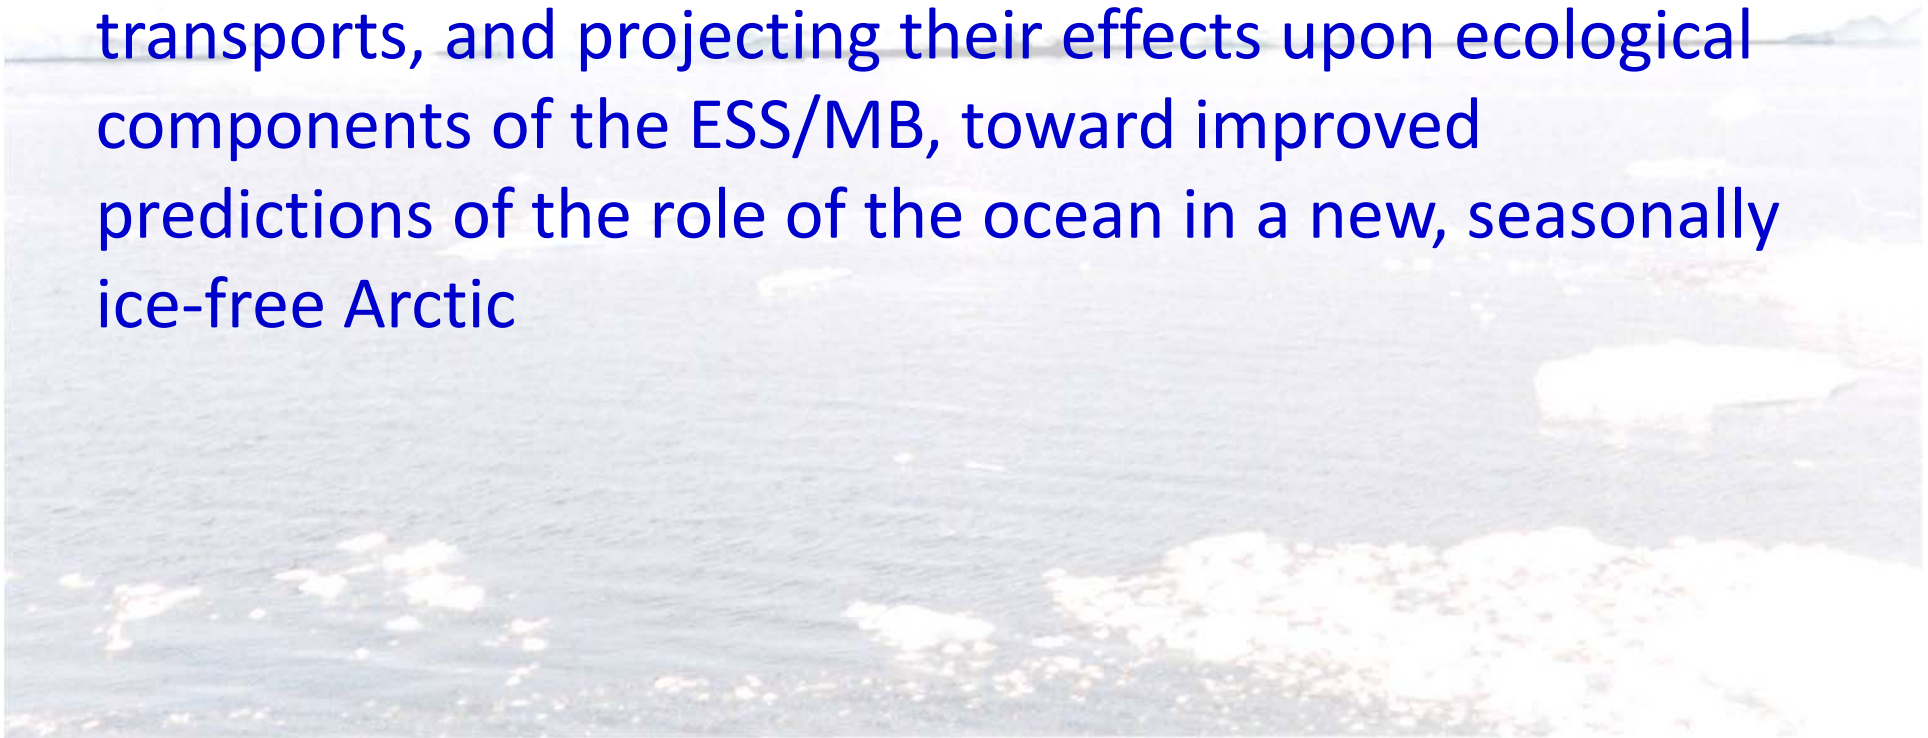 transports, and projecting their effects upon ecological
components of the ESS/MB, toward improved
predictions of the role of the ocean in a new, seasonally
ice-free Arctic